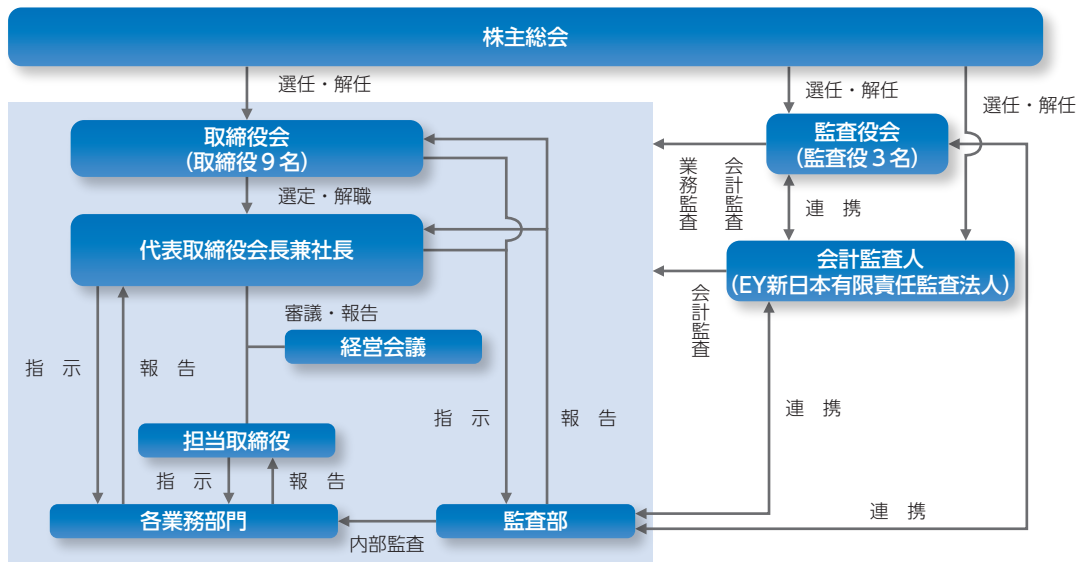 株主総会
選任・解任
選任・解任
選任・解任
取締役会
(取締役9名)
監査役会
(監査役3名)
業務監査
会計監査
選定・解職
連 携
代表取締役会長兼社長
会計監査人
(EY新日本有限責任監査法人)
会計監査
審議・報告
経営会議
指 示
報 告
指 示
報 告
連 携
担当取締役
指 示
報 告
各業務部門
内部監査
監査部
連 携